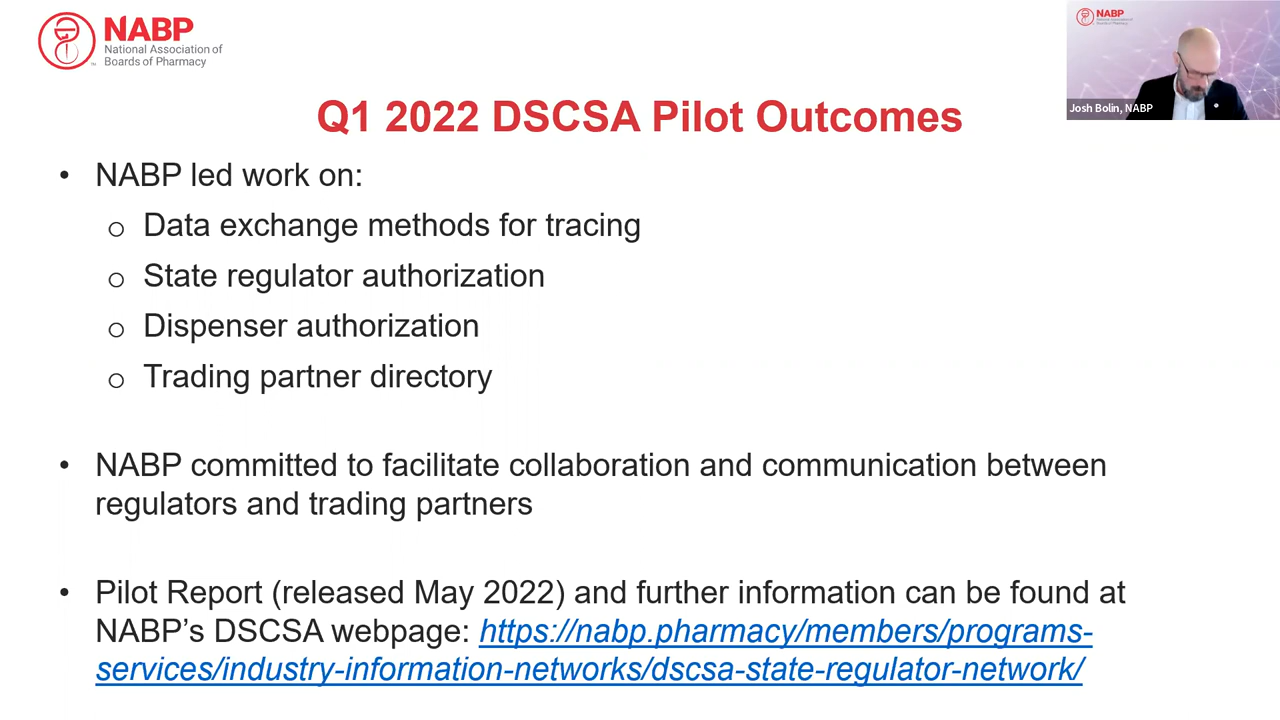 NABP
National Association of
Boards of Pharmacy
NABP
Josh Bolin, NABP
Q1 2022 DSCSA Pilot Outcomes
• NABP led work on:
o Data exchange methods for tracing
o State regulator authorization
o Dispenser authorization
o Trading partner directory
• NABP committed to facilitate collaboration and communication between
regulators and trading partners
• Pilot Report (released May 2022) and further information can be found at
NABP’s DSCSA webpage: https://nabp.pharmacy/members/programs-
services/industry-information-networks/dscsa-state-regulator-network/